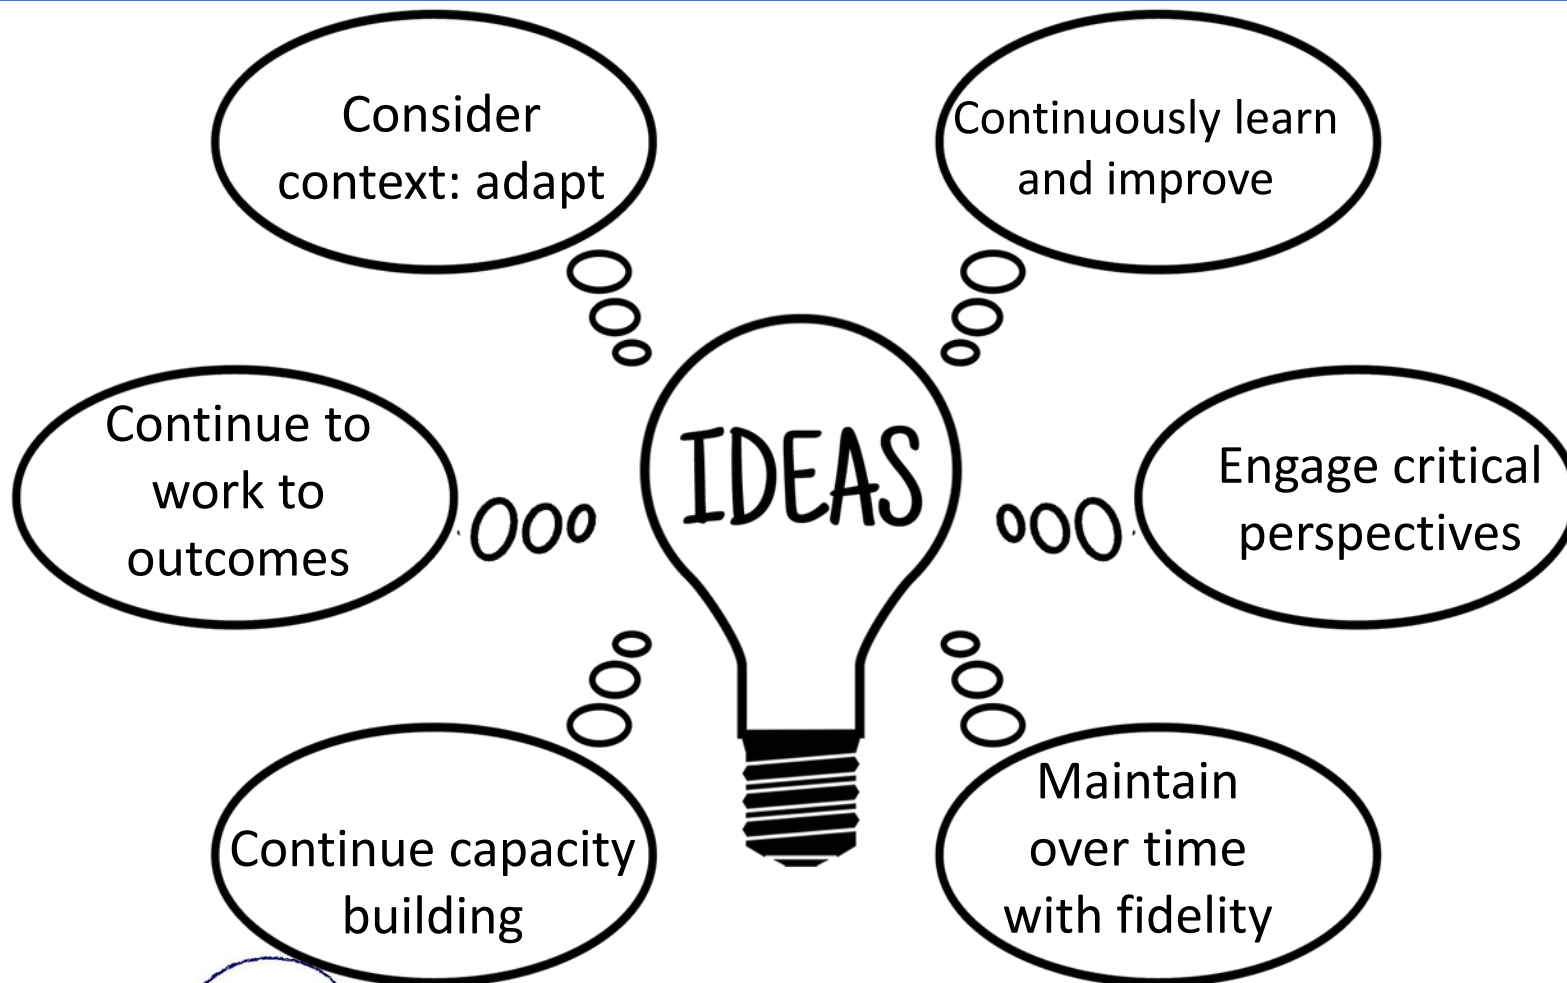 Consider
context: adapt
Continuously learn
and improve
Continue to
work to
outcomes
IDEAS
Engage critical
perspectives
Continue capacity
building
Maintain
over time
with fidelity